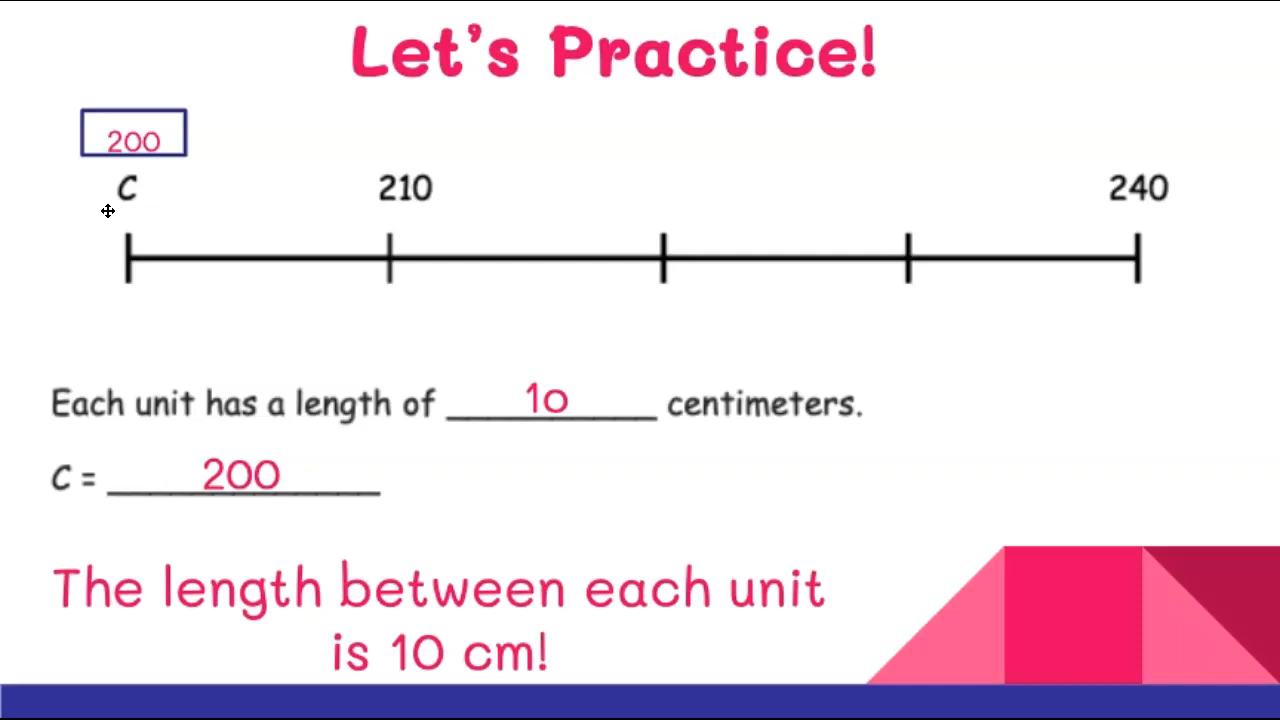 Let's Practice!
200
C 210 240
Each unit has a length of 10 centimeters.
C = 200
The length between each unit
is 10 cm!